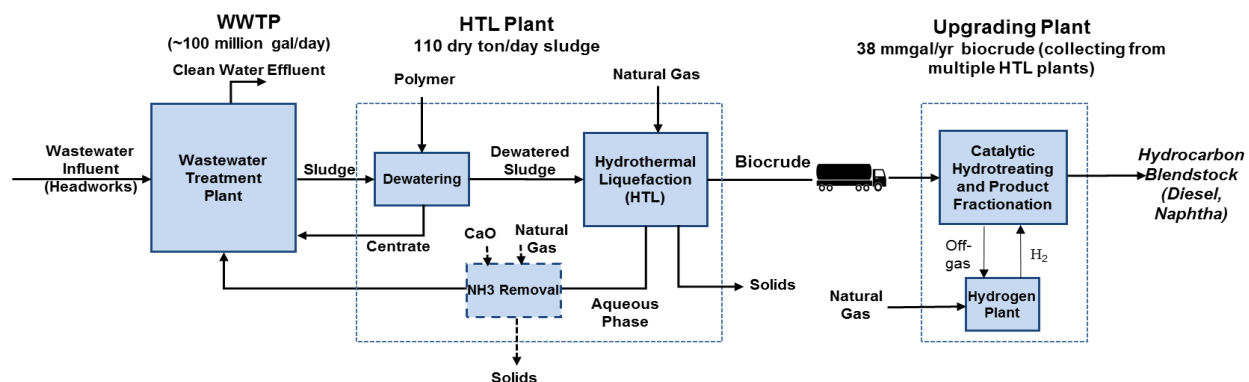 WWTP
(~100 million gal/day)
Clean Water Effluent
HTL Plant
110 dry ton/day sludge
Upgrading Plant
38 mmgal/yr biocrude (collecting from
multiple HTL plants)
Polymer
Natural Gas
Wastewater
Influent
(Headworks)
Wastewater
Treatment
Plant
Sludge
Dewatering
Dewatered
Sludge
Hydrothermal
Liquefaction
(HTL)
Biocrude
Catalytic
Hydrotreating
and Product
Fractionation
Hydrocarbon
Blendstock
(Diesel,
Naphtha)
Centrate
CaO
Natural
Gas
NH3 Removal
Aqueous
Phase
Solids
Solids
Off-
gas
H2
Natural
Gas
Hydrogen
Plant